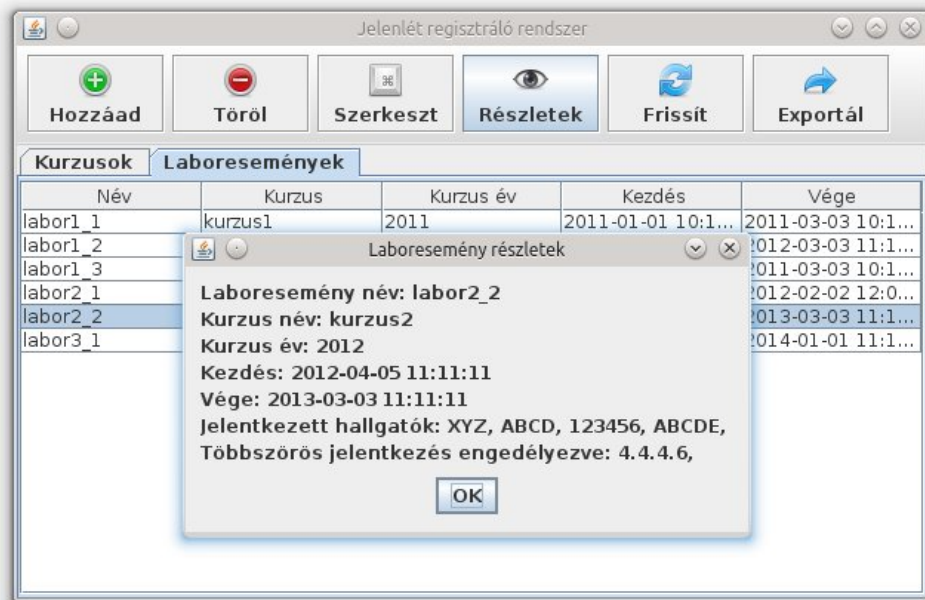 Jelenlét regisztráló rendszer
Hozzáad Töröl Szerkeszt Részletek Frissít Exportál
Kurzusok Laboresemények
Név Kurzus Kurzus év Kezdés Vége
labor1_1 kurzus1 2011 2011-01-01 10:1... 2011-03-03 10:1...
labor1_2 2012-03-03 11:1...
labor1_3 2011-03-03 10:1...
labor2_1 2012-02-02 12:0...
labor2_2 2013-03-03 11:1...
labor3_1 2014-01-01 11:1...
Laboresemény részletek
Laboresemény név: labor2_2
Kurzus név: kurzus2
Kurzus év: 2012
Kezdés: 2012-04-05 11:11:11
Vége: 2013-03-03 11:11:11
Jelentkezett hallgatók: XYZ, ABCD, 123456, ABCDE,
Többszörös jelentkezés engedélyezve: 4.4.4.6,
OK